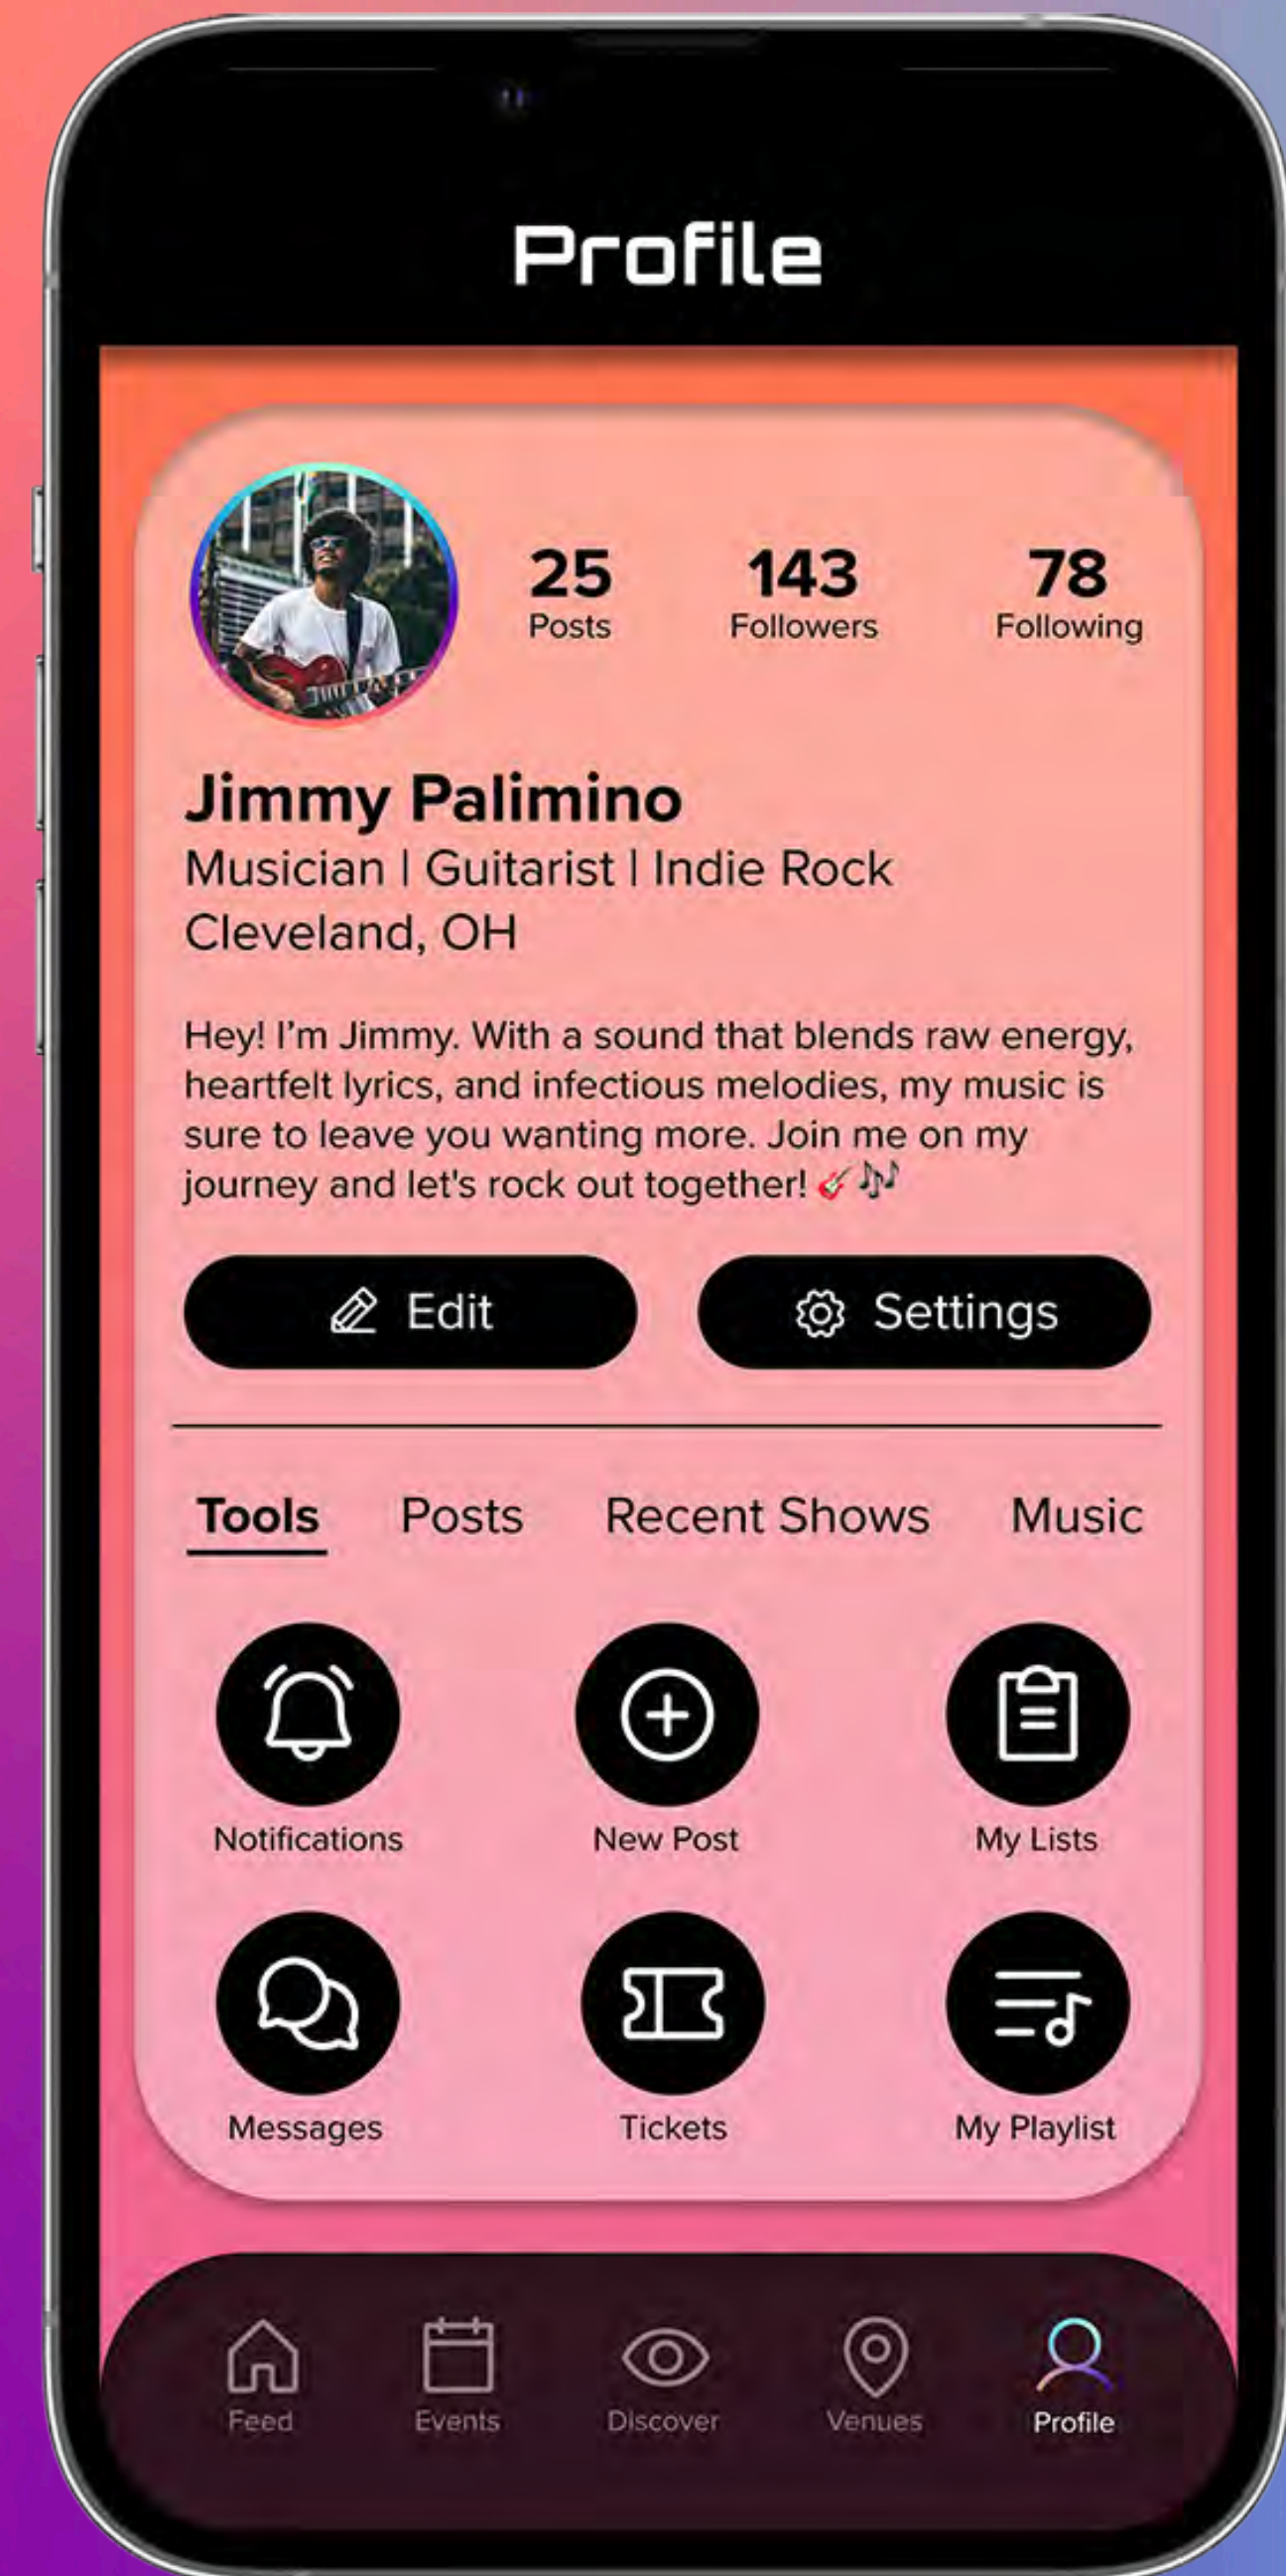 Profile
25 143 78
Posts Followers Following
Jimmy Palimino
Musician | Guitarist | Indie Rock
Cleveland, OH
Hey! I’m Jimmy. With a sound that blends raw energy,
heartfelt lyrics, and infectious melodies, my music is
sure to leave you wanting more. Join me on my
journey and let's rock out together! 🎸🎶
Edit Settings
Tools Posts Recent Shows Music
Notifications New Post My Lists
Messages Tickets My Playlist
Feed Events Discover Venues Profile